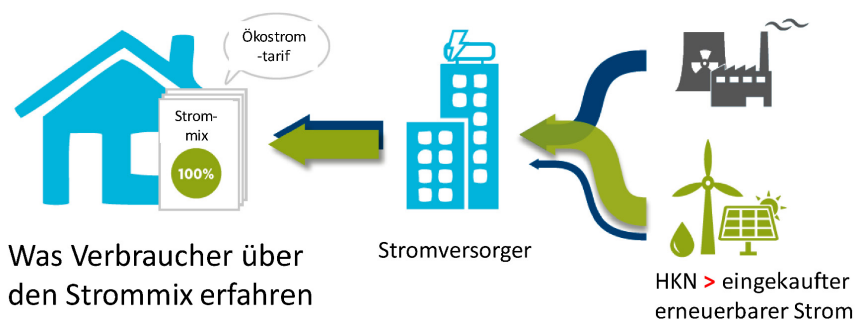 Ökostrom
-tarif
Strom-
mix
100%
Stromversorger
Was Verbraucher über
den Strommix erfahren
HKN > eingekaufter
erneuerbarer Strom